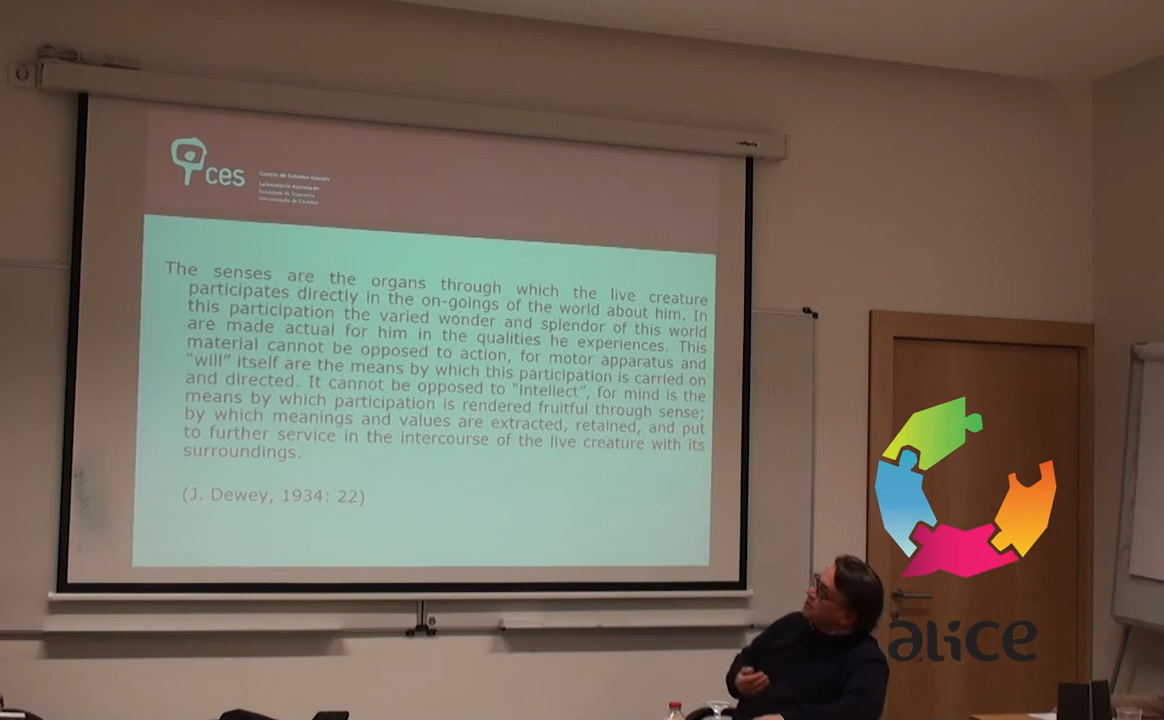 ces
Centro de Estudos Sociais
Laboratório Associado
Faculdade de Economia
Universidade de Coimbra
The senses are the organs through which the live creature
participates directly in the on-goings of the world about him. In
this participation the varied wonder and splendor of this world
are made actual for him in the qualities he experiences. This
material cannot be opposed to action, for motor apparatus and
“will” itself are the means by which this participation is carried on
and directed. It cannot be opposed to “intellect”, for mind is the
means by which participation is rendered fruitful through sense;
by which meanings and values are extracted, retained, and put
to further service in the intercourse of the live creature with its
surroundings.
(J. Dewey, 1934: 22)
alice